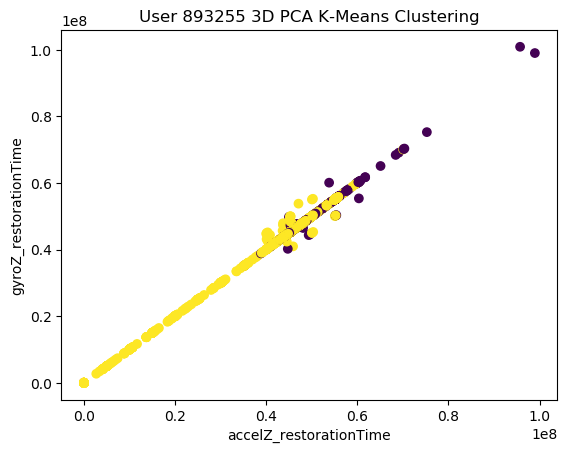 User 893255 3D PCA K-Means Clustering
1e8
1.0
0.8
0.6
0.4
0.2
0.0
gyroZ_restorationTime
0.0 0.2 0.4 0.6 0.8 1.0
1e8
accelZ_restorationTime